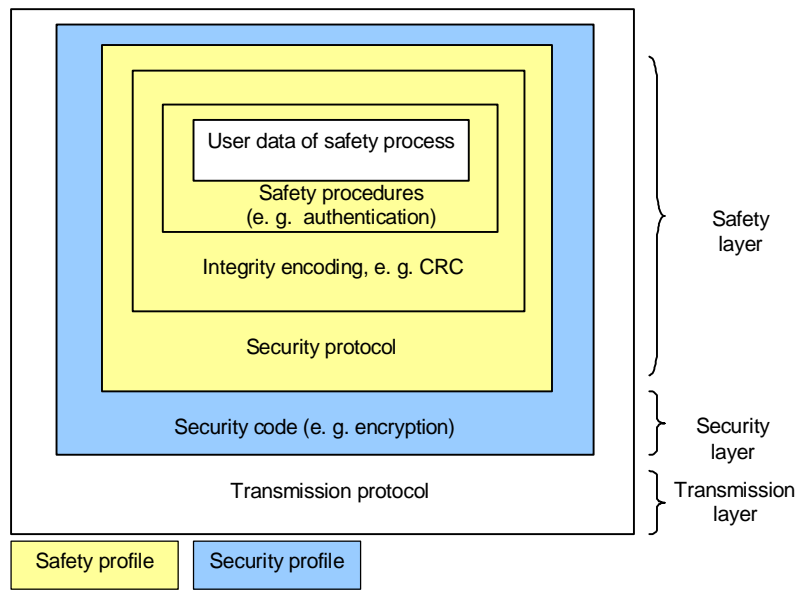 User data of safety process
Safety procedures
(e. g. authentication)
Integrity encoding, e. g. CRC
Security protocol
Security code (e. g. encryption)
Transmission protocol
Safety
layer
Security
layer
Transmission
layer
Safety profile
Security profile